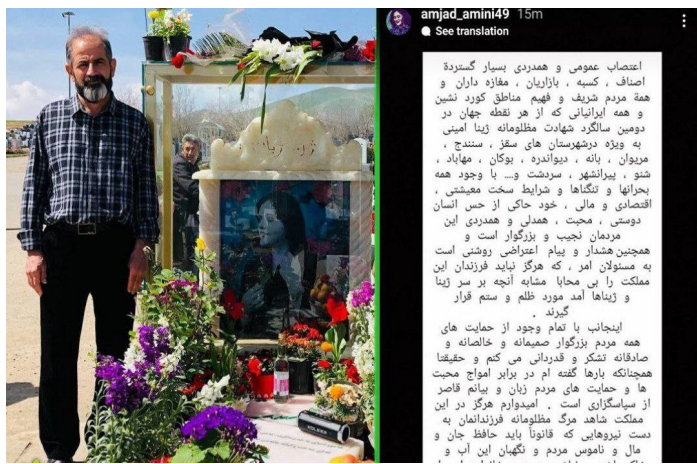 amjad_amini49 15m
See translation
اعتصاب عمومی و همدردی بسیار گستردة
اصناف ، کسبه ، بازاریان ، مغازه داران و
همة مردم شریف و فهیم مناطق کورد نشین
و همه ایرانیانی که از هر نقطه جهان در
دومین سالگرد شهادت مظلومانه ژینا امینی
به ویژه درشهرستان های سقز ، سنندج ،
مریوان ، بانه ، دیواندره ، بوکان ، مهاباد ،
شنو ، پیرانشهر ، سردشت و.... با وجود همه
بحرانها و تنگناها و شرایط سخت معیشتی ،
اقتصادی و مالی ، خود حاکی از حس انسان
دوستی ، محبت ، همدلی و همدردی این
مردمان نجیب و بزرگوار است و
همچنین هشدار و پیام اعتراضی روشنی است
به مسئولان امر ، که هرگز نباید فرزندان این
مملکت را بی محابا مشابه آنچه بر سر ژینا
و ژیناها آمد مورد ظلم و ستم قرار
گیرند .
اینجانب با تمام وجود از حمایت های
همه مردم بزرگوار صمیمانه و خالصانه و
صادقانه تشکر و قدردانی می کنم و حقیقتا
همچنانکه بارها گفته ام در برابر امواج محبت
ها و حمایت های مردم زبان و بیانم قاصر
از سپاسگزاری است . امیدوارم هرگز در این
مملکت شاهد مرگ مظلومانه فرزندانمان به
دست نیروهایی که قانوناً باید حافظ جان و
مال و ناموس مردم و نگهبان این آب و